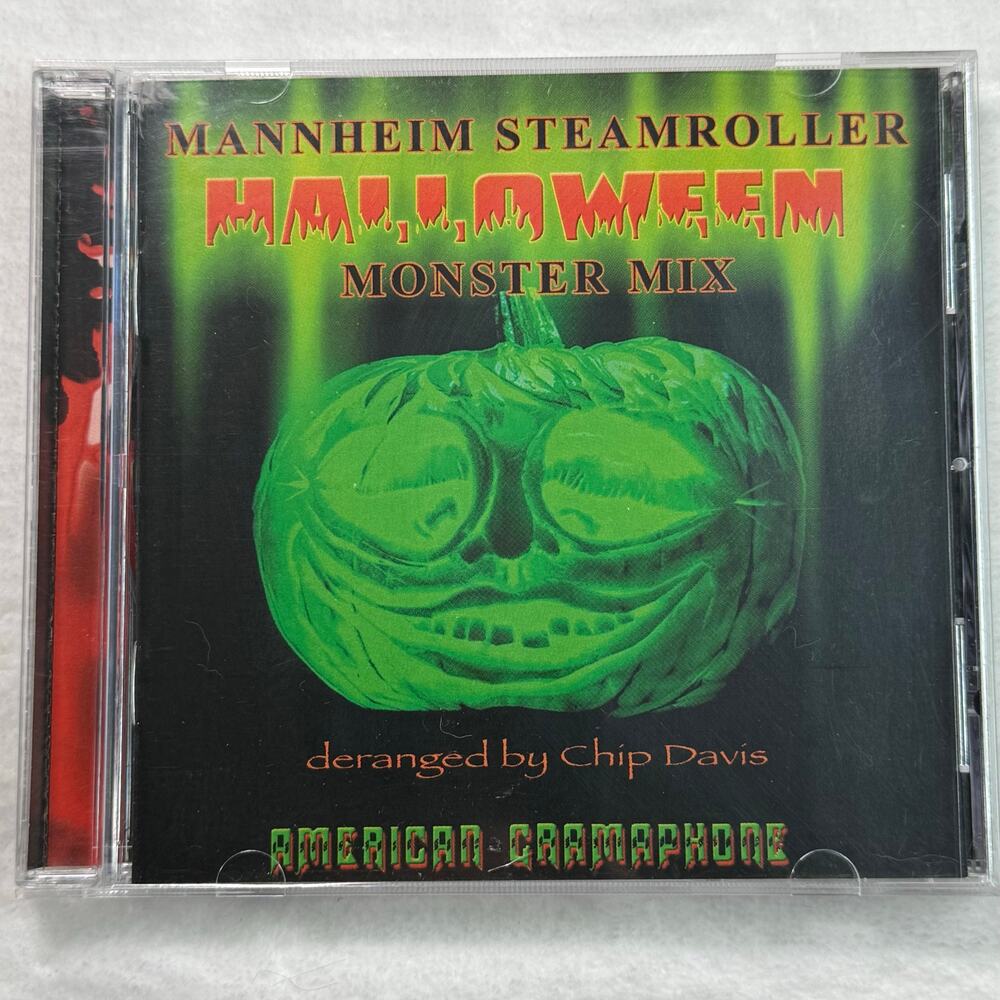 MANNHEIM STEAMROLLER
HALLOWEEN
MONSTER MIX
deranged by Chip Davis
AMERICAN GRAMAPHONE